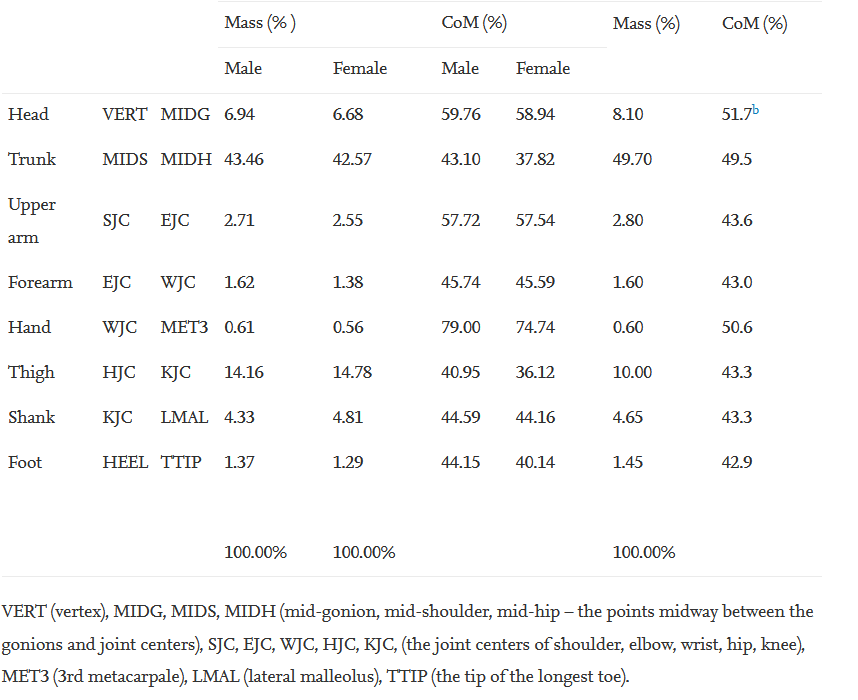 Mass (% ) CoM (%) Mass (%) CoM (%)
Male Female Male Female
Head VERT MIDG 6.94 6.68 59.76 58.94 8.10 51.7b
Trunk MIDS MIDH 43.46 42.57 43.10 37.82 49.70 49.5
Upper
arm SJC EJC 2.71 2.55 57.72 57.54 2.80 43.6
Forearm EJC WJC 1.62 1.38 45.74 45.59 1.60 43.0
Hand WJC MET3 0.61 0.56 79.00 74.74 0.60 50.6
Thigh HJC KJC 14.16 14.78 40.95 36.12 10.00 43.3
Shank KJC LMAL 4.33 4.81 44.59 44.16 4.65 43.3
Foot HEEL TTIP 1.37 1.29 44.15 40.14 1.45 42.9
100.00% 100.00% 100.00%
VERT (vertex), MIDG, MIDS, MIDH (mid-gonion, mid-shoulder, mid-hip – the points midway between the
gonions and joint centers), SJC, EJC, WJC, HJC, KJC, (the joint centers of shoulder, elbow, wrist, hip, knee),
MET3 (3rd metacarpale), LMAL (lateral malleolus), TTIP (the tip of the longest toe).